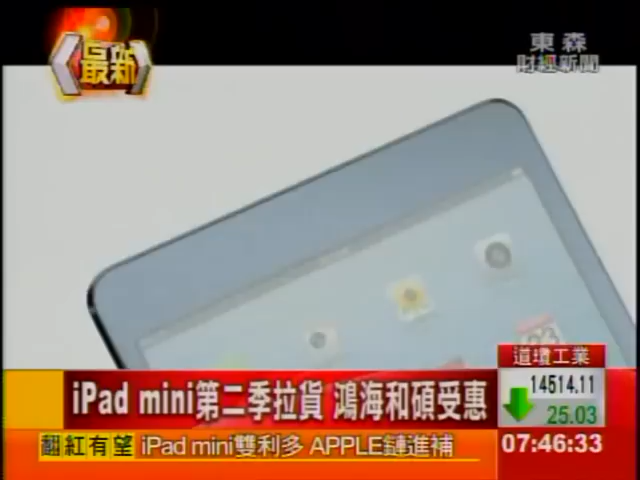 最新
東森
財經新聞
23
道瓊工業
14514.11
25.03
iPad mini第二季拉貨 鴻海和碩受惠
翻紅有望 iPad mini雙利多 APPLE鏈進補
07:46:33